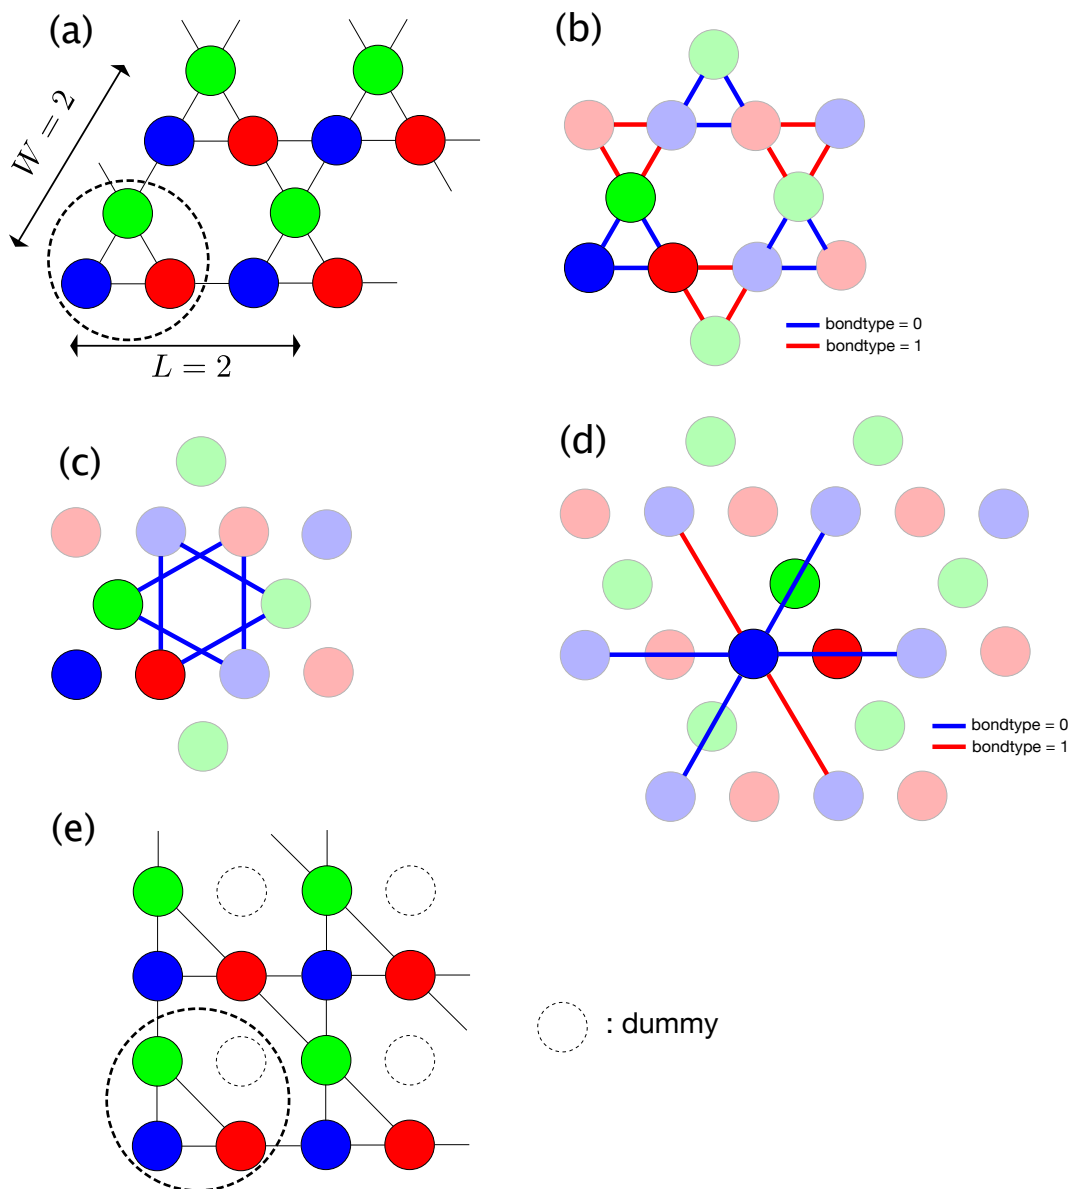 (a)
W = 2
L = 2
(b)
bondtype = 0
bondtype = 1
(c)
(d)
bondtype = 0
bondtype = 1
(e)
: dummy